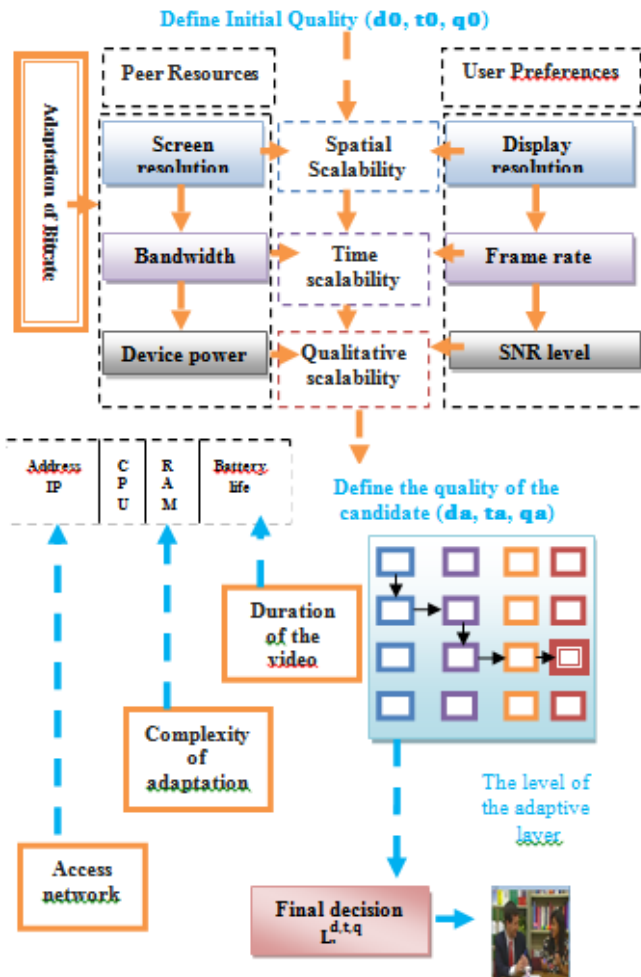 Define Initial Quality (d0, t0, q0)
Peer Resources
User Preferences
Adaptation of Bitrate
Screen
resolution
Spatial
Scalability
Display
resolution
Bandwidth
Time
scalability
Frame rate
Device power
Qualitative
scalability
SNR level
Address
IP
C
P
U
R
A
M
Battery
life
Define the quality of the
candidate (da, ta, qa)
Duration
of the
video
Complexity
of
adaptation
The level of
the adaptive
layer
Access
network
Final decision
L d,t,q